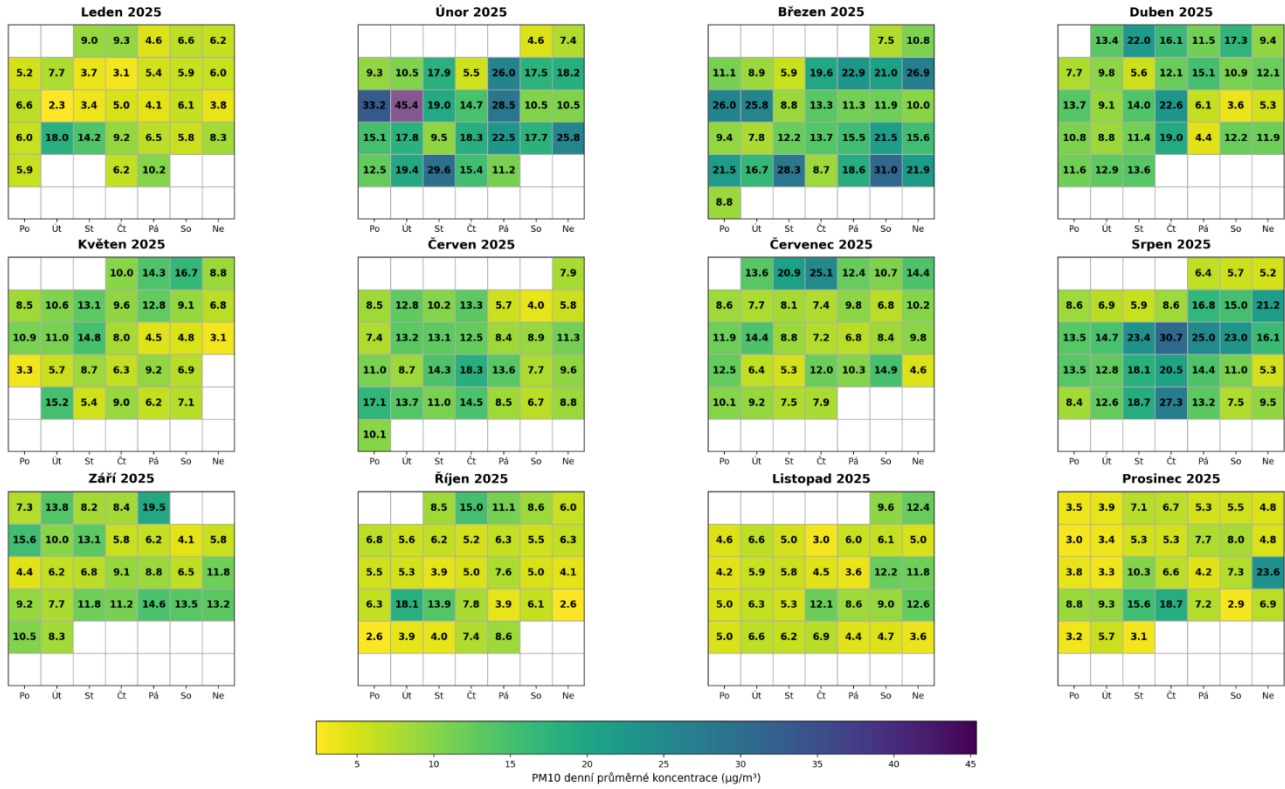 Leden 2025 Únor 2025 Březen 2025 Duben 2025
9.0 9.3 4.6 6.6 6.2 4.6 7.4 7.5 10.8 13.4 22.0 16.1 11.5 17.3 9.4
5.2 7.7 3.7 3.1 5.4 5.9 6.0 9.3 10.5 17.9 5.5 26.0 17.5 18.2 11.1 8.9 5.9 19.6 22.9 21.0 26.9 7.7 9.8 5.6 12.1 15.1 10.9 12.1
6.6 2.3 3.4 5.0 4.1 6.1 3.8 33.2 45.4 19.0 14.7 28.5 10.5 10.5 26.0 25.8 8.8 13.3 11.3 11.9 10.0 13.7 9.1 14.0 22.6 6.1 3.6 5.3
6.0 18.0 14.2 9.2 6.5 5.8 8.3 15.1 17.8 9.5 18.3 22.5 17.7 25.8 9.4 7.8 12.2 13.7 15.5 21.5 15.6 10.8 8.8 11.4 19.0 4.4 12.2 11.9
5.9 6.2 10.2 12.5 19.4 29.6 15.4 11.2 21.5 16.7 28.3 8.7 18.6 31.0 21.9 11.6 12.9 13.6
8.8
Po Út St Čt Pá So Ne Po Út St Čt Pá So Ne Po Út St Čt Pá So Ne Po Út St Čt Pá So Ne
Květen 2025 Červen 2025 Červenec 2025 Srpen 2025
10.0 14.3 16.7 8.8 7.9 13.6 20.9 25.1 12.4 10.7 14.4 6.4 5.7 5.2
8.5 10.6 13.1 9.6 12.8 9.1 6.8 8.5 12.8 10.2 13.3 5.7 4.0 5.8 8.6 7.7 8.1 7.4 9.8 6.8 10.2 8.6 6.9 5.9 8.6 16.8 15.0 21.2
10.9 11.0 14.8 8.0 4.5 4.8 3.1 7.4 13.2 13.1 12.5 8.4 8.9 11.3 11.9 14.4 8.8 7.2 6.8 8.4 9.8 13.5 14.7 23.4 30.7 25.0 23.0 16.1
3.3 5.7 8.7 6.3 9.2 6.9 11.0 8.7 14.3 18.3 13.6 7.7 9.6 12.5 6.4 5.3 12.0 10.3 14.9 4.6 13.5 12.8 18.1 20.5 14.4 11.0 5.3
15.2 5.4 9.0 6.2 7.1 17.1 13.7 11.0 14.5 8.5 6.7 8.8 10.1 9.2 7.5 7.9 8.4 12.6 18.7 27.3 13.2 7.5 9.5
10.1
Po Út St Čt Pá So Ne Po Út St Čt Pá So Ne Po Út St Čt Pá So Ne Po Út St Čt Pá So Ne
Září 2025 Říjen 2025 Listopad 2025 Prosinec 2025
7.3 13.8 8.2 8.4 19.5 8.5 15.0 11.1 8.6 6.0 9.6 12.4 3.5 3.9 7.1 6.7 5.3 5.5 4.8
15.6 10.0 13.1 5.8 6.2 4.1 5.8 6.8 5.6 6.2 5.2 6.3 5.5 5.9 4.6 6.6 5.0 3.0 6.0 6.1 5.0 3.0 3.4 5.3 5.3 7.7 8.0 4.8
4.4 6.2 6.8 9.1 8.8 6.5 11.8 5.5 5.3 3.9 5.0 7.6 5.0 4.1 4.2 5.9 5.8 4.5 3.6 12.2 11.8 3.8 3.3 10.3 6.6 4.2 7.3 23.6
9.2 7.7 11.8 11.2 14.6 13.5 13.2 6.3 18.1 13.9 7.8 3.9 6.1 2.6 5.0 6.3 5.3 12.1 8.6 9.0 12.6 8.8 9.3 15.6 18.7 7.2 2.9 6.9
10.5 8.3 2.6 3.9 4.0 7.4 8.6 5.0 6.6 6.2 6.9 4.4 4.7 3.6 3.2 5.7 3.1
Po Út St Čt Pá So Ne Po Út St Čt Pá So Ne Po Út St Čt Pá So Ne Po Út St Čt Pá So Ne
5 10 15 20 25 30 35 40 45
PM10 denní průměrné koncentrace (µg/m³)